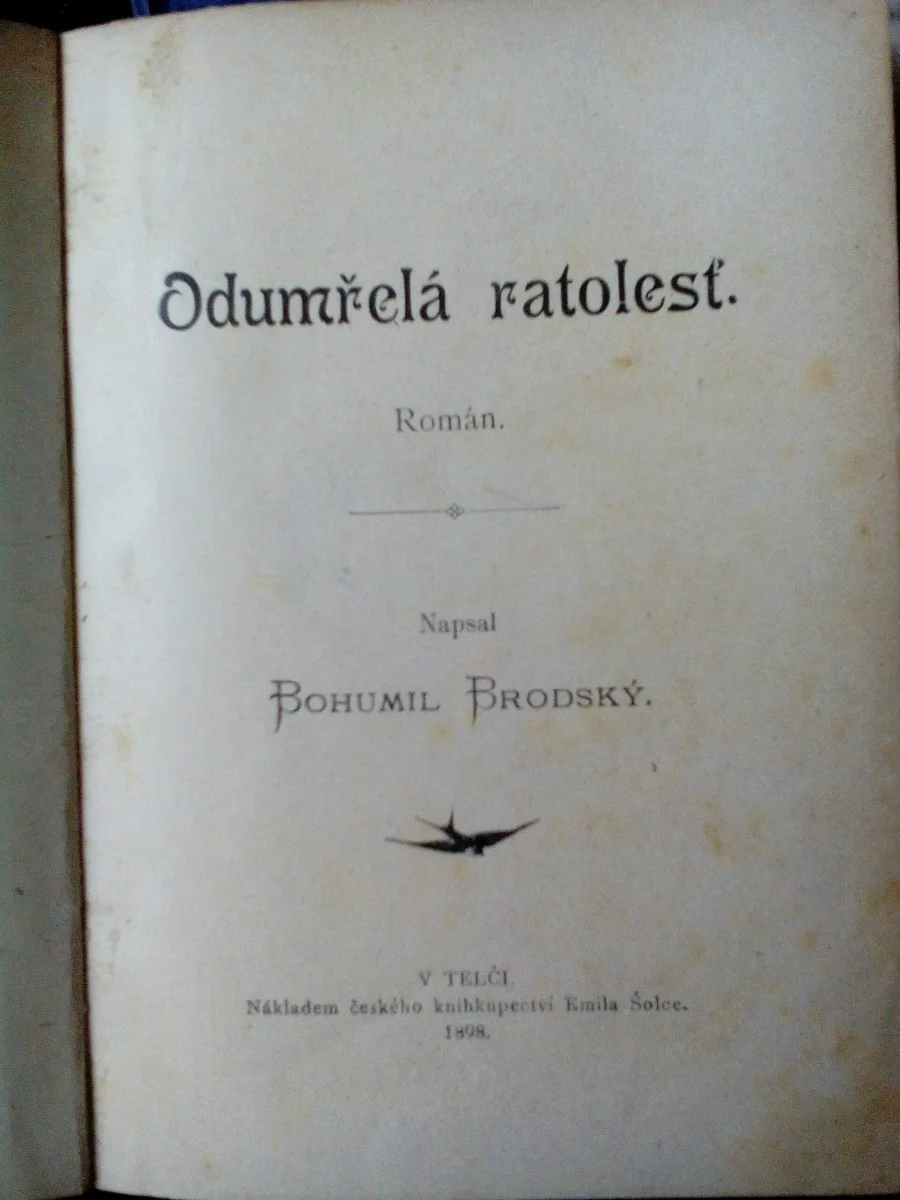 Odumřelá ratolesť.
Román.
Napsal
BOHUMIL BRODSKÝ.
V TELČI
Nákladem českého knihkupectví Emila Šolce.
1898.